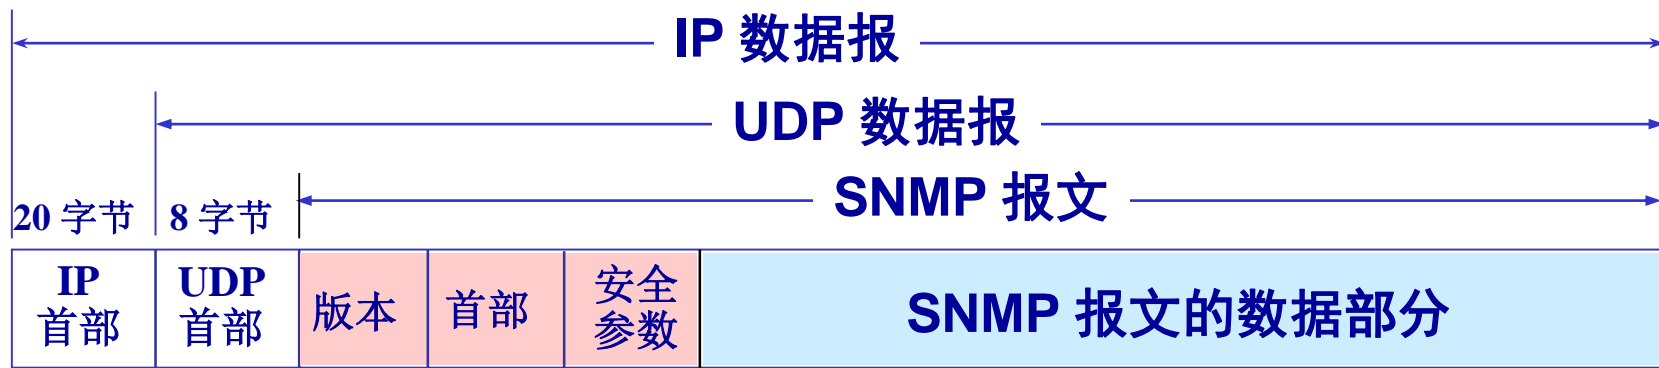 IP 数据报
UDP 数据报
SNMP 报文
20 字节
8 字节
IP
首部
UDP
首部
版本
首部
安全
参数
SNMP 报文的数据部分